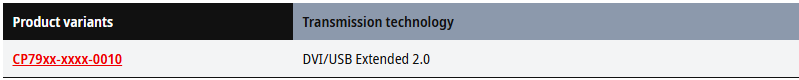 Product variants Transmission technology
CP79xx-xxxx-0010 DVI/USB Extended 2.0